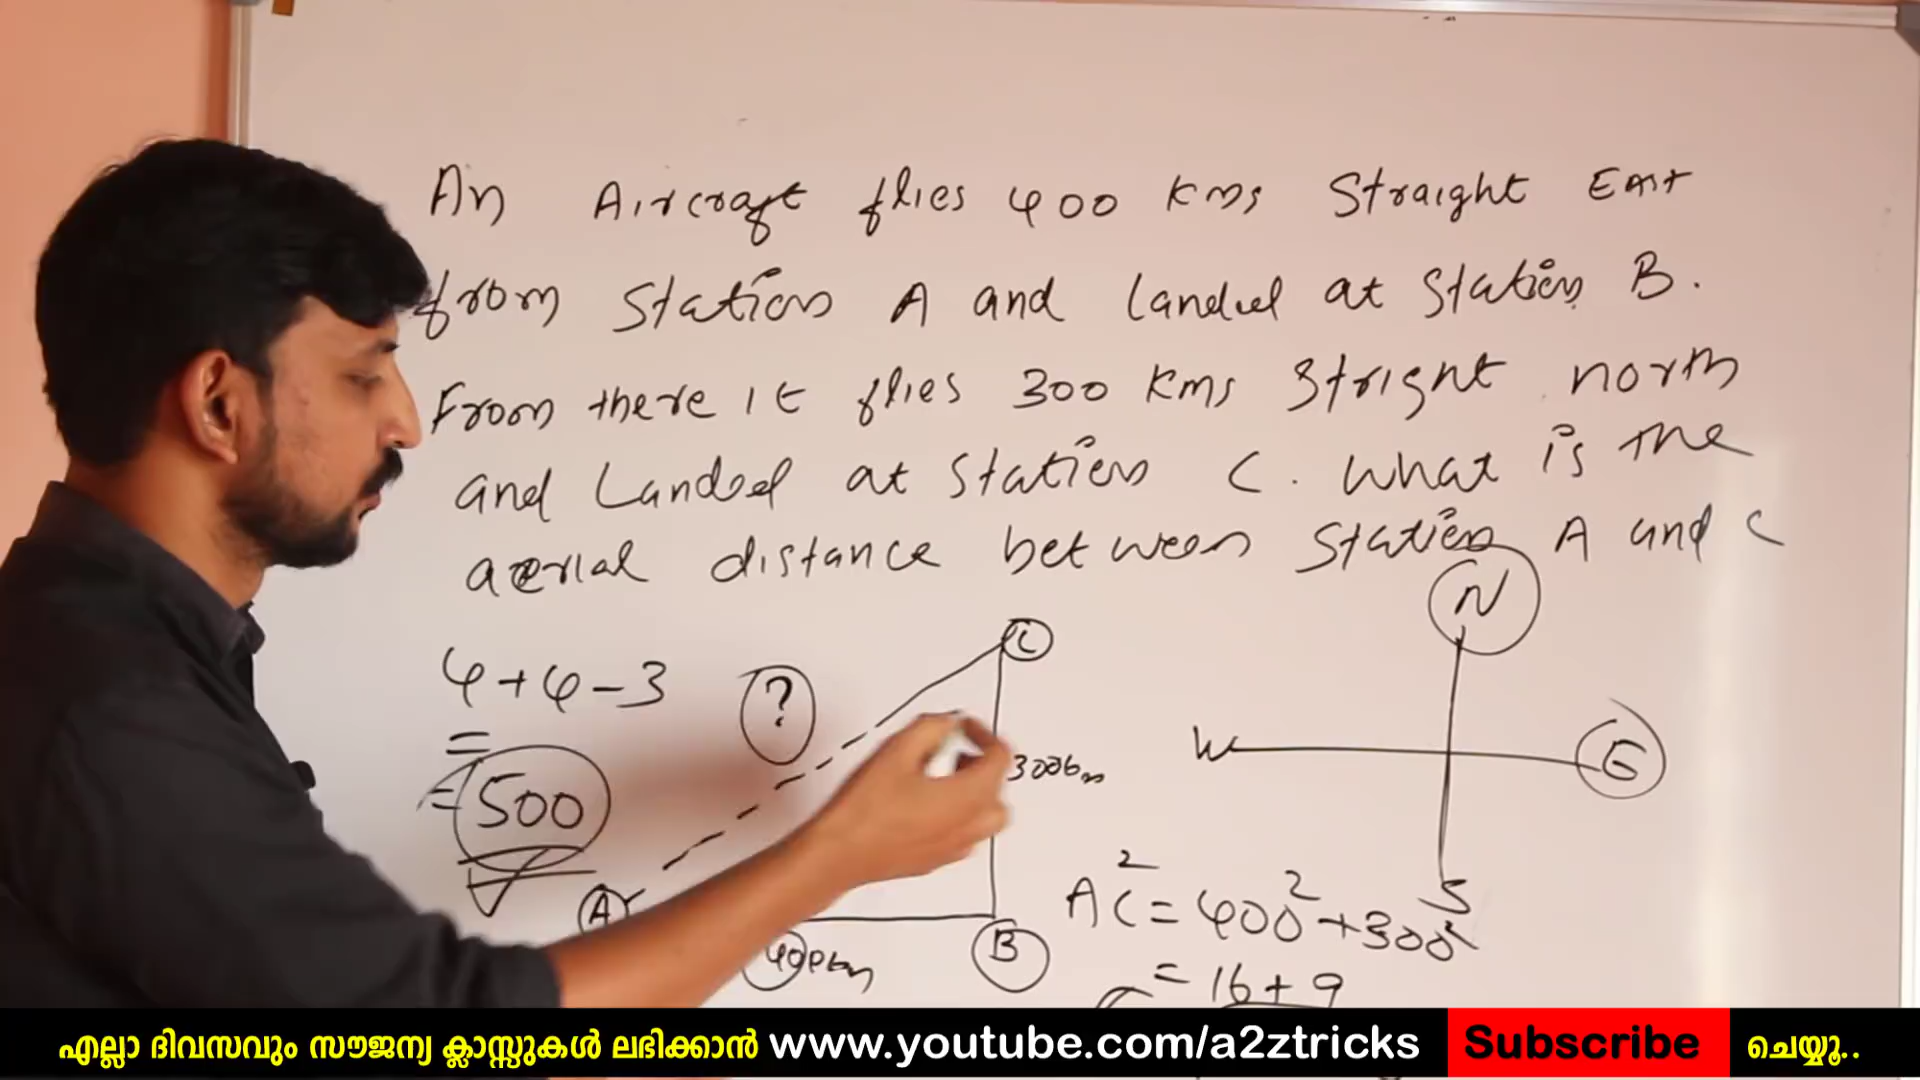 An Aircraft flies 400 Kms Straight East
from Station A and landed at Station B.
From there it flies 300 Kms Stright north
and Landed at Station C. What is the
aerial distance between Station A and C
N
C
4+4-3
?
=
W
E
300km
=500
A
S
AC²=400²+300²
B
400km
=16+9
എല്ലാ ദിവസവും സൗജന്യ ക്ലാസ്സുകൾ ലഭിക്കാൻ www.youtube.com/a2ztricks Subscribe ചെയ്യൂ..